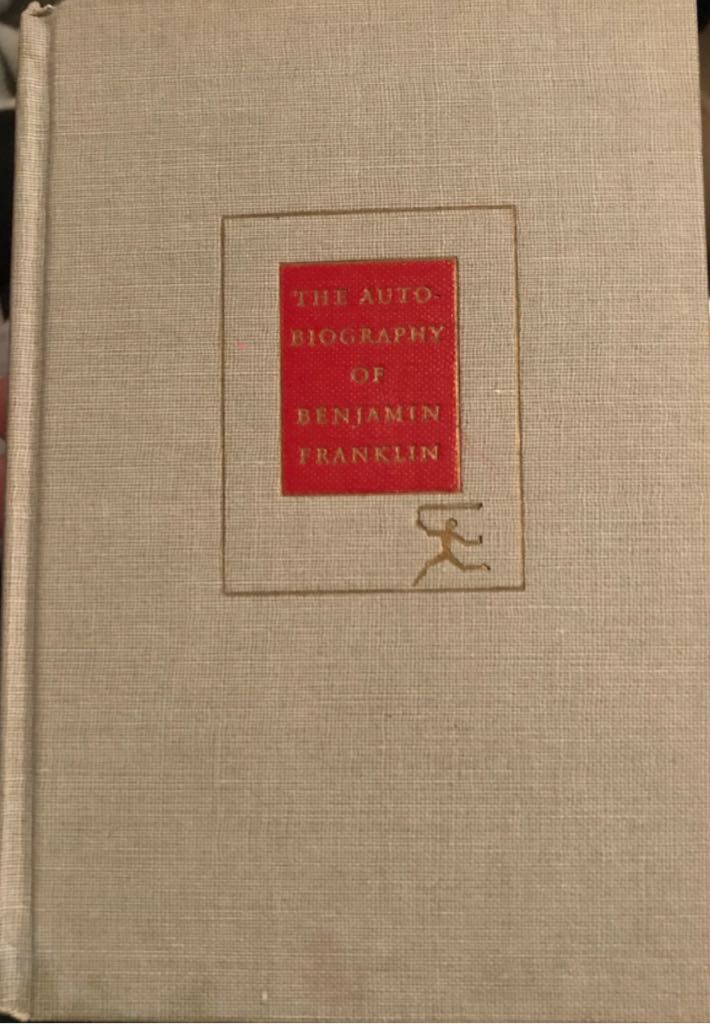 THE AUTO-
BIOGRAPHY
OF
BENJAMIN
FRANKLIN